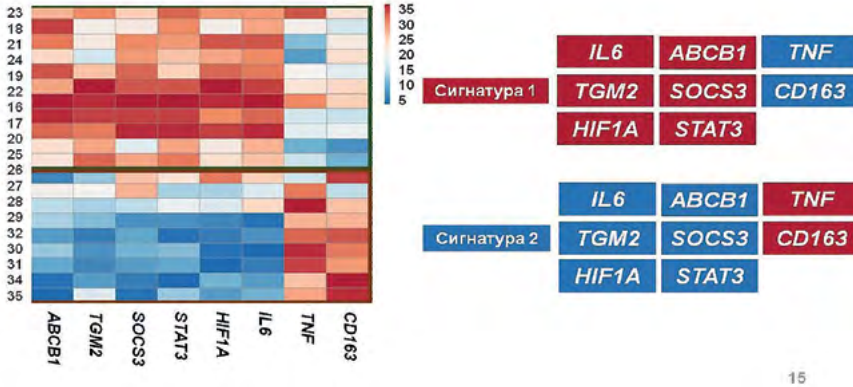 23
18
21
24
19
22
16
14
17
20
25
26
27
28
29
32
30
31
34
35
ABCB1
TGM2
SOCS3
STAT3
HIF1A
IL6
TNF
CD163
35
30
25
20
15
10
5
Сигнатура 1
IL6 ABCB1 TNF
TGM2 SOCS3 CD163
HIF1A STAT3
Сигнатура 2
IL6 ABCB1 TNF
TGM2 SOCS3 CD163
HIF1A STAT3
15